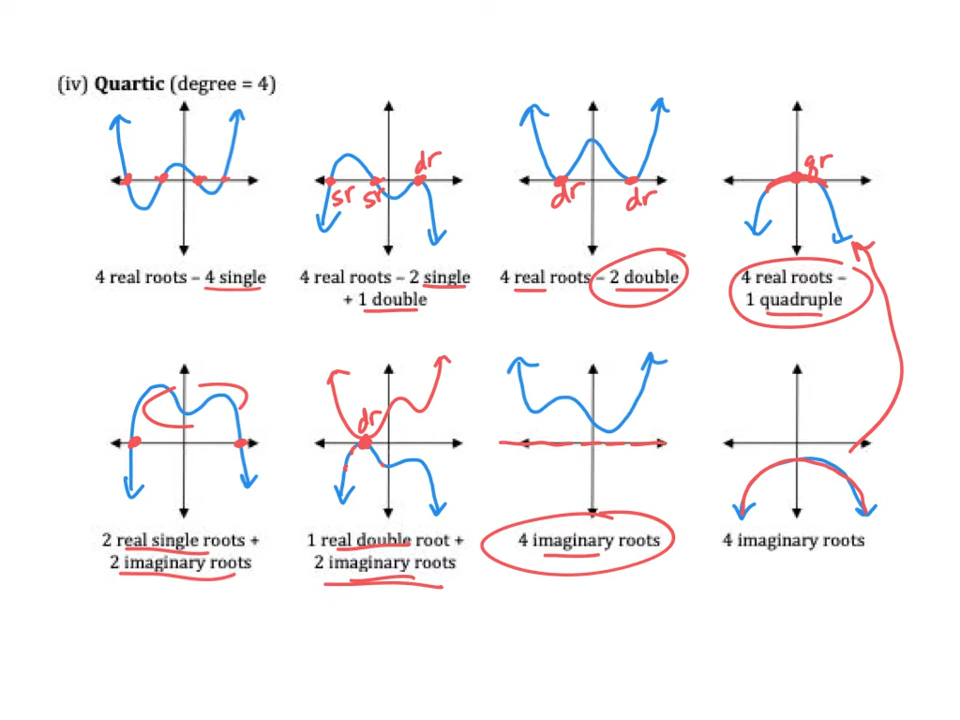 (iv) Quartic (degree = 4)
dr
sr sr
dr dr
qr
4 real roots – 4 single
4 real roots – 2 single
+ 1 double
4 real roots – 2 double
4 real roots –
1 quadruple
dr
2 real single roots +
2 imaginary roots
1 real double root +
2 imaginary roots
4 imaginary roots
4 imaginary roots